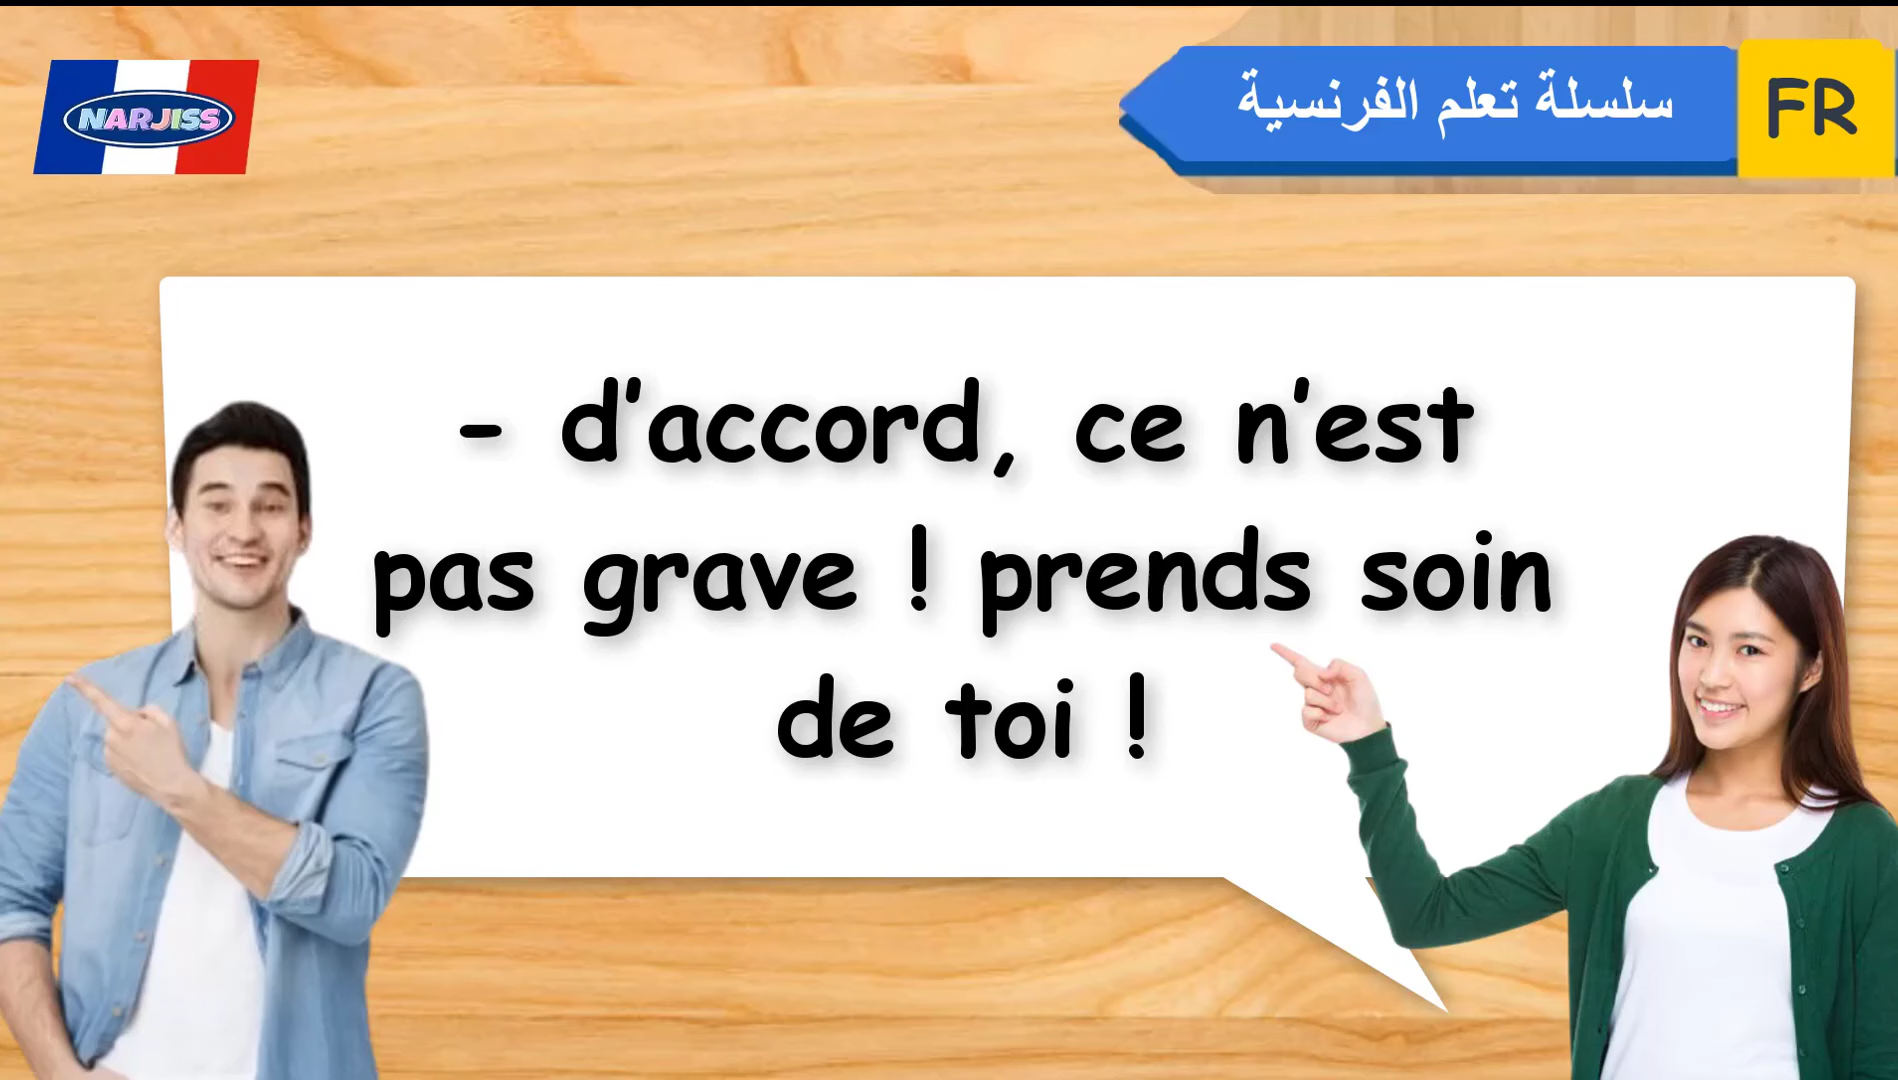 NARJISS
سلسلة تعلم الفرنسية
FR
- d’accord, ce n’est
pas grave ! prends soin
de toi !